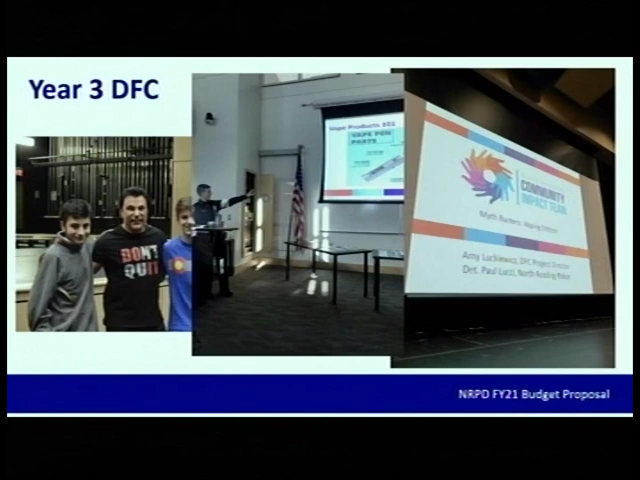 Year 3 DFC
DON'T
QUIT
Vape Products 101
VAPE PEN
PARTS
COMMUNITY
IMPACT TEAM
Myth Busters: Vaping Edition
Amy Luckiewicz, DFC Project Director
Det. Paul Lucci, North Reading Police
NRPD FY21 Budget Proposal